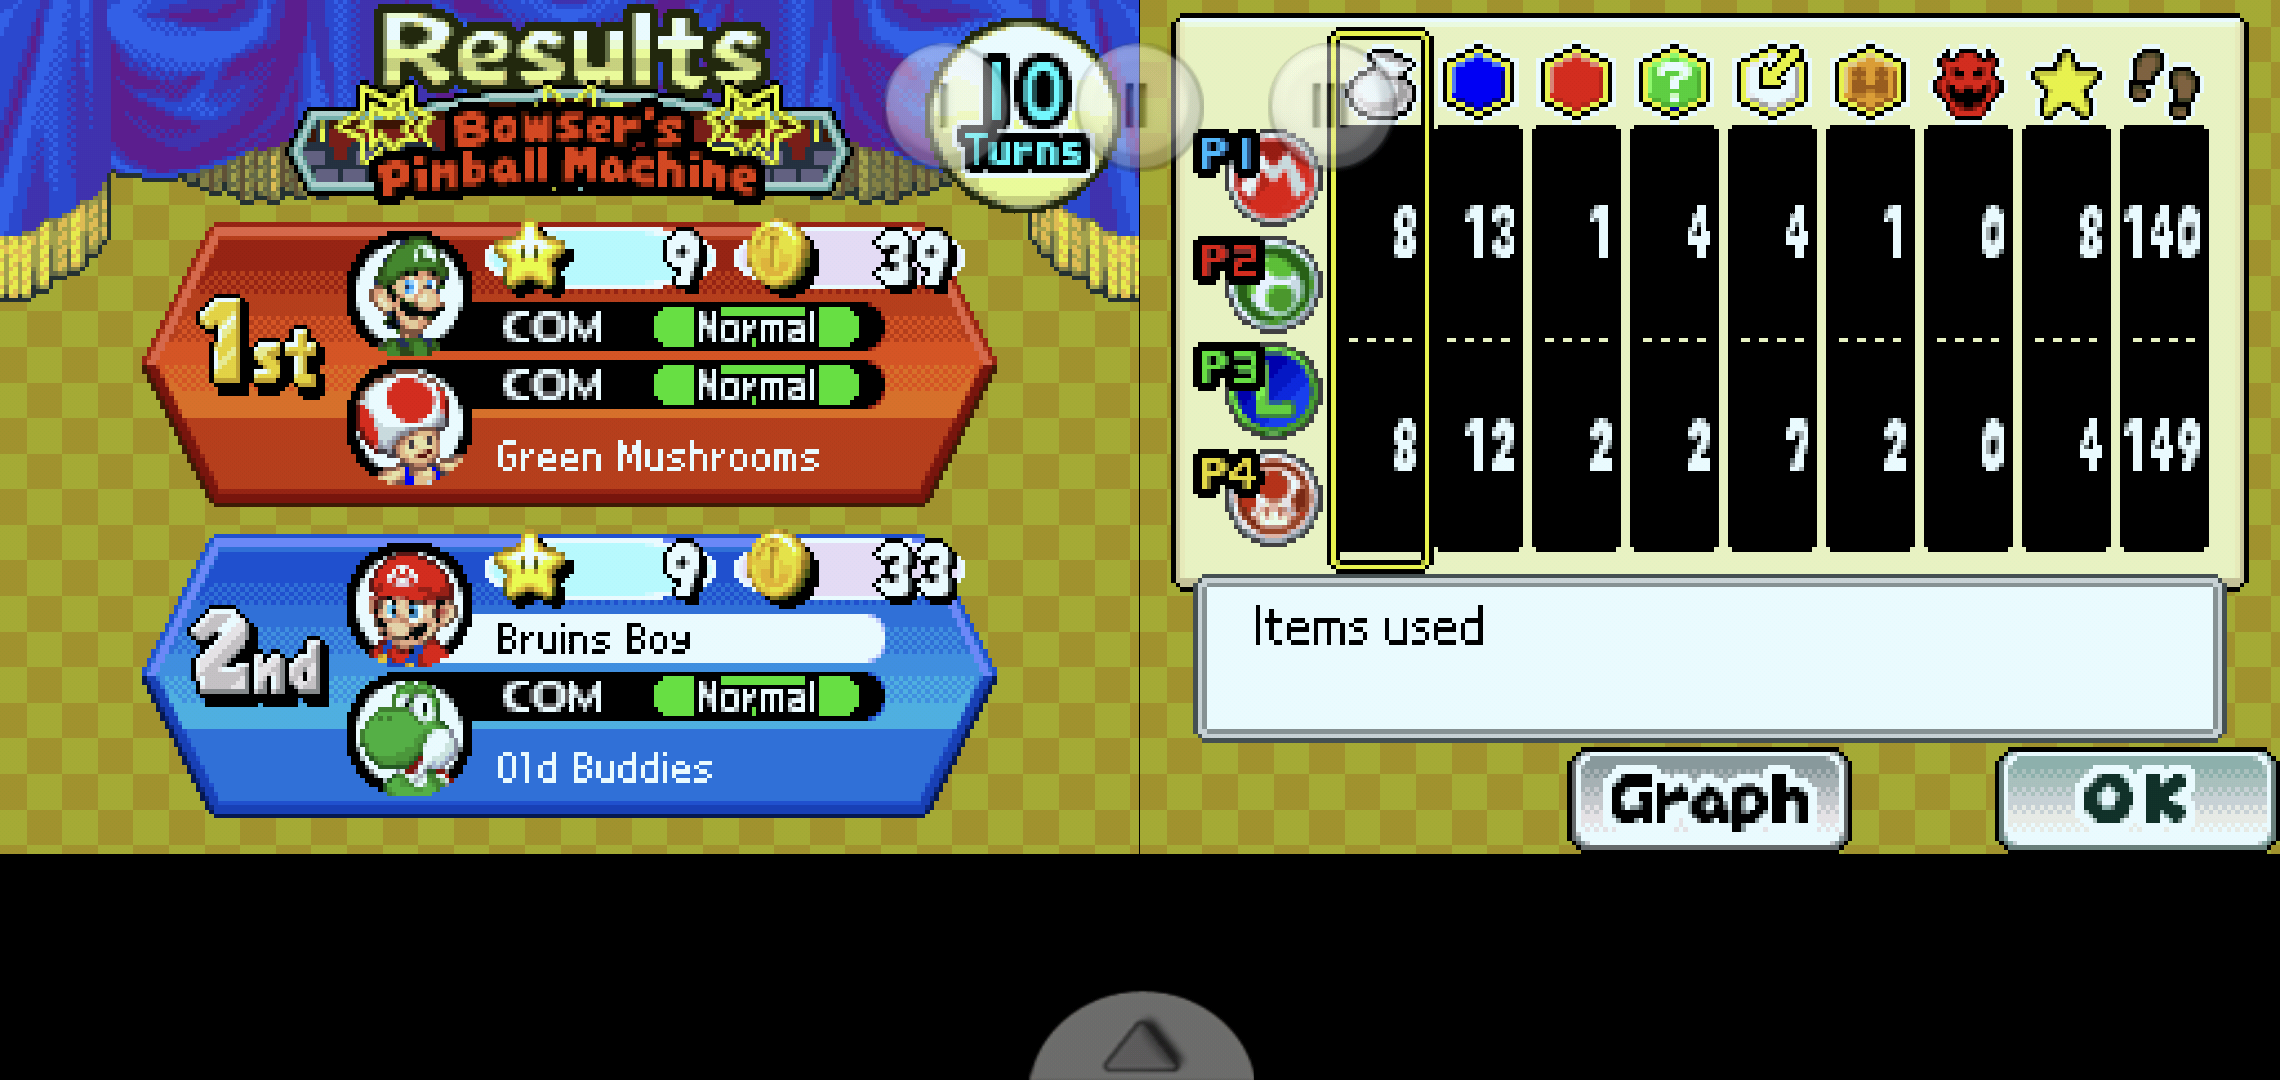 Results
Bowser's
Pinball Machine
10
Turns
1st
9 39
COM Normal
COM Normal
Green Mushrooms
2nd
9 33
Bruins Boy
COM Normal
Old Buddies
I II III
?
P1
P2
8 13 1 4 4 1 0 8 140
P3
P4
8 12 2 2 7 2 0 4 149
Items used
Graph
OK